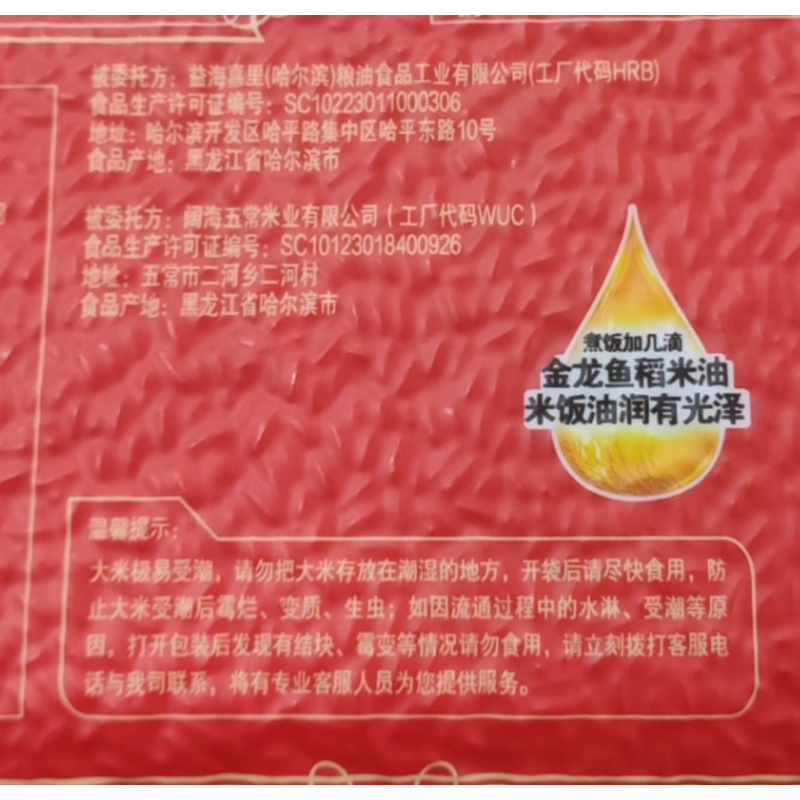 被委托方：益海嘉里(哈尔滨)粮油食品工业有限公司(工厂代码HRB)
食品生产许可证编号：SC10223011000306
地址：哈尔滨开发区哈平路集中区哈平东路10号
食品产地：黑龙江省哈尔滨市
被委托方：阔海五常米业有限公司（工厂代码WUC）
食品生产许可证编号：SC10123018400926
地址：五常市二河乡二河村
食品产地：黑龙江省哈尔滨市
煮饭加几滴
金龙鱼稻米油
米饭油润有光泽
温馨提示：
大米极易受潮，请勿把大米存放在潮湿的地方，开袋后请尽快食用，防
止大米受潮后霉烂、变质、生虫；如因流通过程中的水淋、受潮等原
因，打开包装后发现有结块、霉变等情况请勿食用，请立刻拨打客服电
话与我司联系，将有专业客服人员为您提供服务。